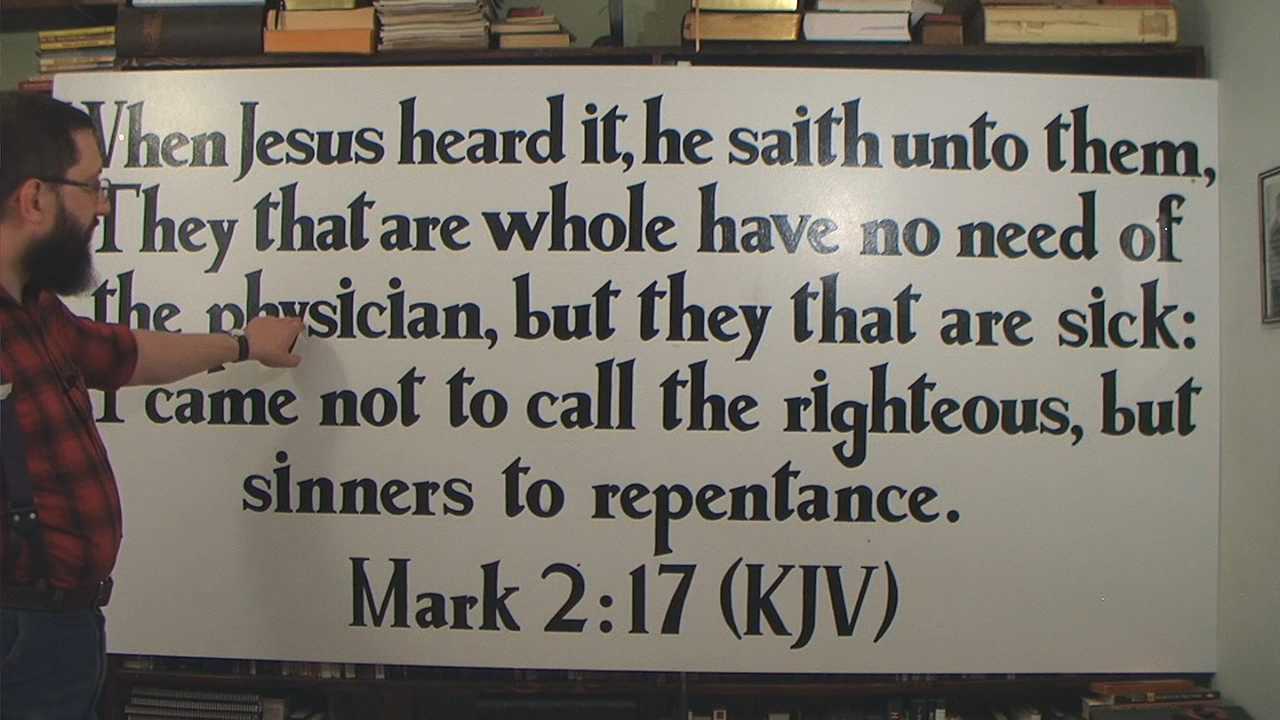 When Jesus heard it, he saith unto them,
They that are whole have no need of
the physician, but they that are sick:
I came not to call the righteous, but
sinners to repentance.
Mark 2:17 (KJV)